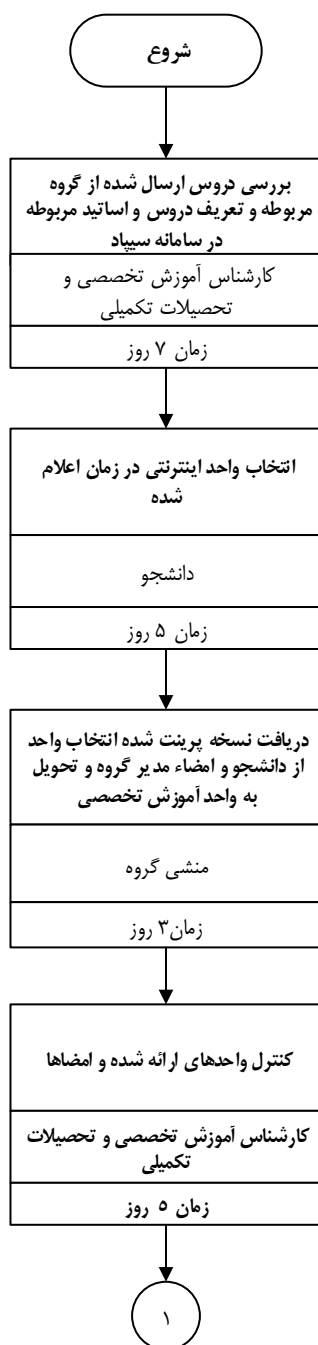 شروع
بررسی دروس ارسال شده از گروه
مربوطه و تعریف دروس و اساتید مربوطه
در سامانه سیپاد
کارشناس آموزش تخصصی و
تحصیلات تکمیلی
زمان ۷ روز
انتخاب واحد اینترنتی در زمان اعلام
شده
دانشجو
زمان ۵ روز
دریافت نسخه پرینت شده انتخاب واحد
از دانشجو و امضاء مدیر گروه و تحویل
به واحد آموزش تخصصی
منشی گروه
زمان۳ روز
کنترل واحدهای ارائه شده و امضاها
کارشناس آموزش تخصصی و تحصیلات
تکمیلی
زمان ۵ روز
۱